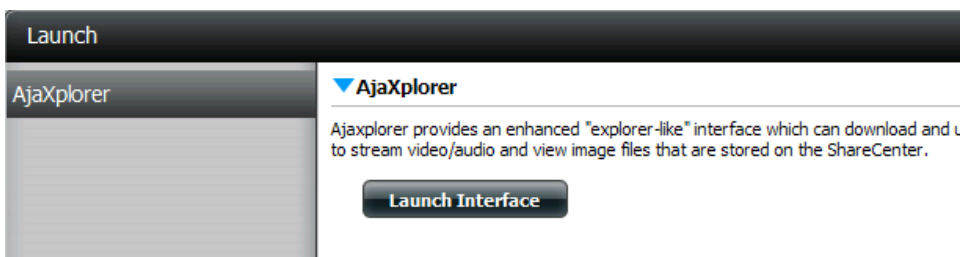 Launch
AjaXplorer
AjaXplorer
Ajaxplorer provides an enhanced "explorer-like" interface which can download and
to stream video/audio and view image files that are stored on the ShareCenter.
Launch Interface